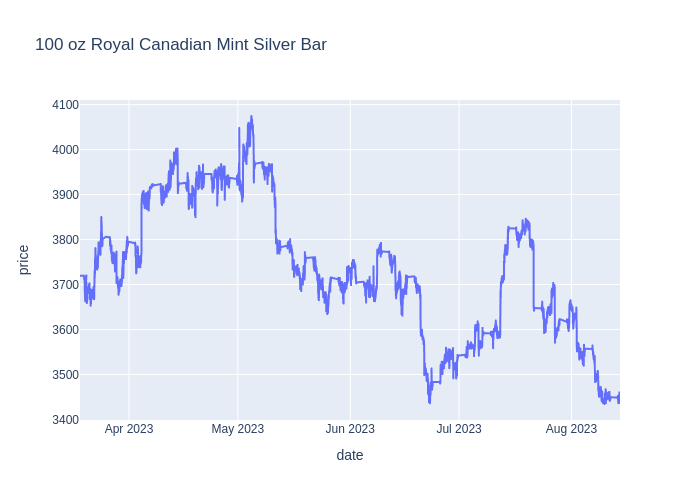 100 oz Royal Canadian Mint Silver Bar
4100
4000
3900
3800
3700
3600
3500
3400
price
Apr 2023
May 2023
Jun 2023
Jul 2023
Aug 2023
date